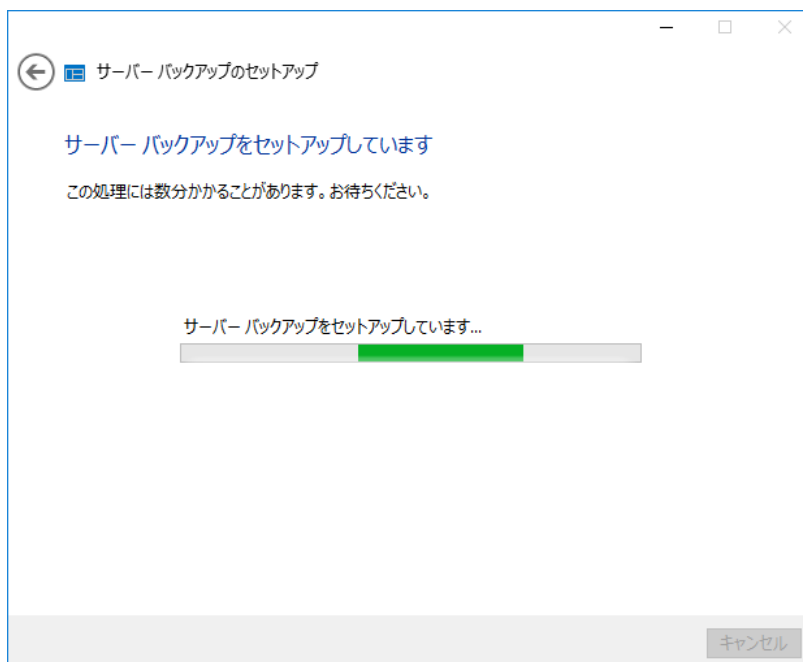 サーバー バックアップのセットアップ
サーバー バックアップをセットアップしています
この処理には数分かかることがあります。お待ちください。
サーバー バックアップをセットアップしています...
キャンセル